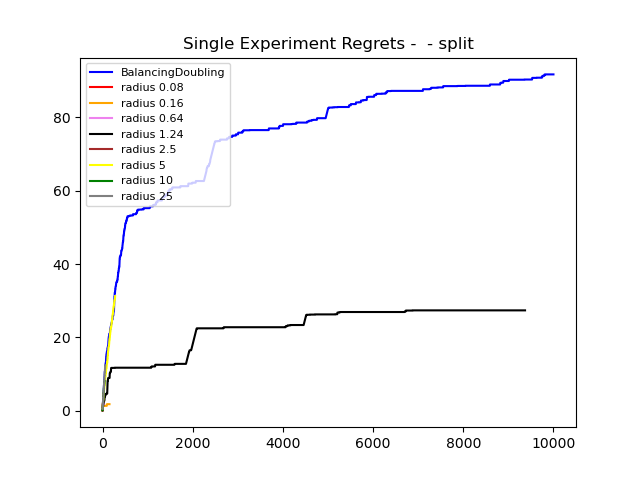 Single Experiment Regrets -  - split
BalancingDoubling
radius 0.08
radius 0.16
radius 0.64
radius 1.24
radius 2.5
radius 5
radius 10
radius 25
80
60
40
20
0
0 2000 4000 6000 8000 10000